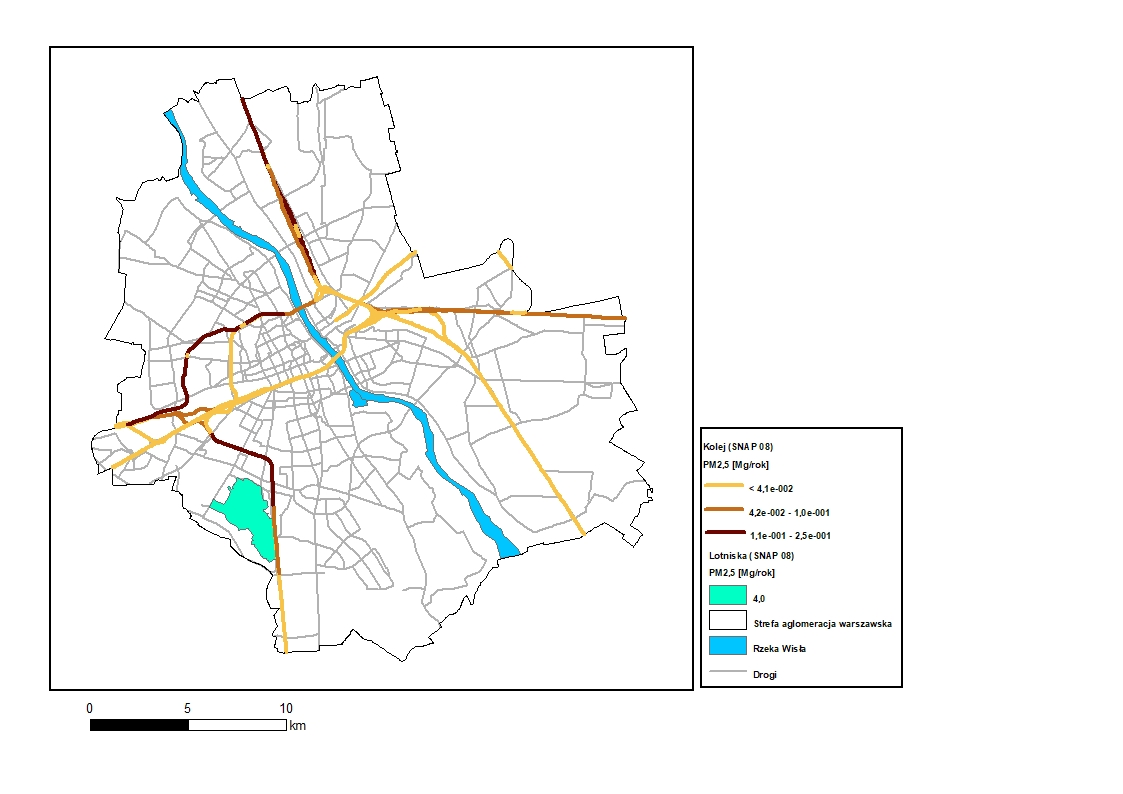 Kolej (SNAP 08)
PM2,5 [Mg/rok]
< 4,1e-002
4,2e-002 - 1,0e-001
1,1e-001 - 2,5e-001
Lotniska (SNAP 08)
PM2,5 [Mg/rok]
4,0
Strefa aglomeracja warszawska
Rzeka Wisła
Drogi
0 5 10
km